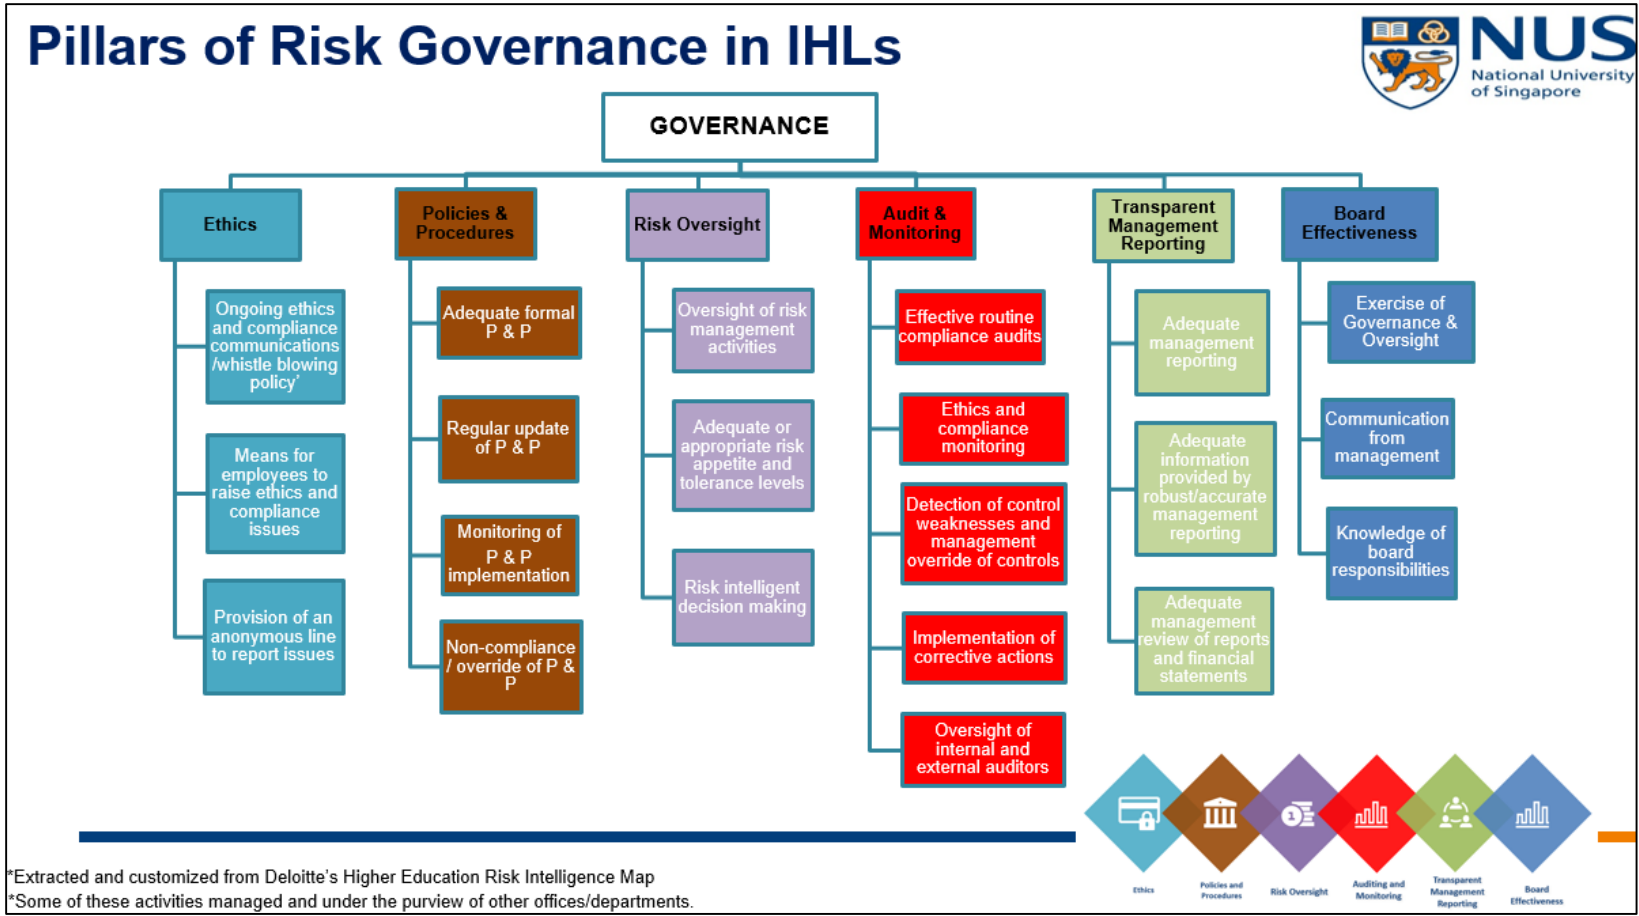 Pillars of Risk Governance in IHLs
NUS
National University
of Singapore
GOVERNANCE
Ethics
Ongoing ethics
and compliance
communications
/whistle blowing
policy’
Means for
employees to
raise ethics and
compliance
issues
Provision of an
anonymous line
to report issues
Policies &
Procedures
Adequate formal
P & P
Regular update
of P & P
Monitoring of
P & P
implementation
Non-compliance
/ override of P &
P
Risk Oversight
Oversight of risk
management
activities
Adequate or
appropriate risk
appetite and
tolerance levels
Risk intelligent
decision making
Audit &
Monitoring
Effective routine
compliance audits
Ethics and
compliance
monitoring
Detection of control
weaknesses and
management
override of controls
Implementation of
corrective actions
Oversight of
internal and
external auditors
Transparent
Management
Reporting
Adequate
management
reporting
Adequate
information
provided by
robust/accurate
management
reporting
Adequate
management
review of reports
and financial
statements
Board
Effectiveness
Exercise of
Governance &
Oversight
Communication
from
management
Knowledge of
board
responsibilities
1
Ethics
Policies and
Procedures
Risk Oversight
Auditing and
Monitoring
Transparent
Management
Reporting
Board
Effectiveness
*Extracted and customized from Deloitte’s Higher Education Risk Intelligence Map
*Some of these activities managed and under the purview of other offices/departments.